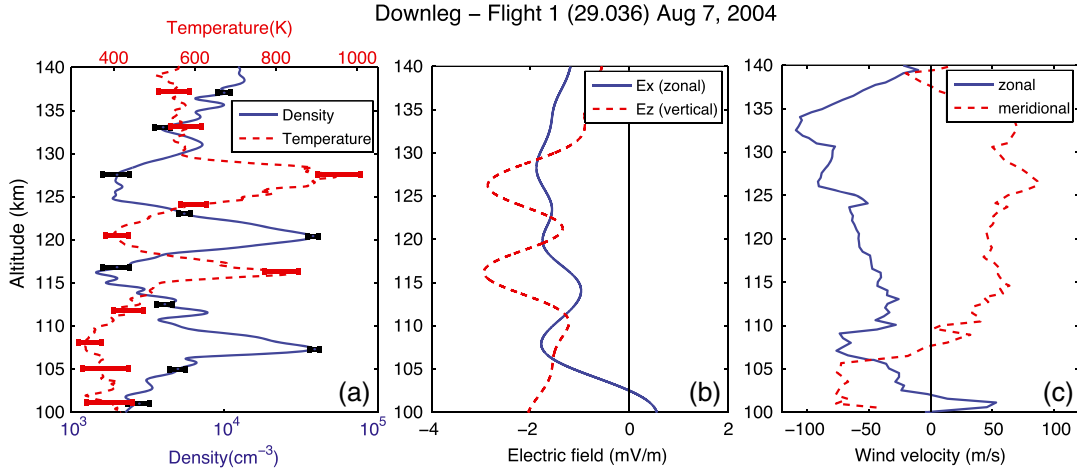 Downleg − Flight 1 (29.036) Aug 7, 2004
Temperature(K)
400 600 800 1000
140
135
130
125
120
115
110
105
100
Altitude (km)
Density
Temperature
(a)
10³ 10⁴ 10⁵
Density(cm⁻³)
140
135
130
125
120
115
110
105
100
Ex (zonal)
Ez (vertical)
(b)
−4 −2 0 2
Electric field (mV/m)
140
135
130
125
120
115
110
105
100
zonal
meridional
(c)
−100 −50 0 50 100
Wind velocity (m/s)